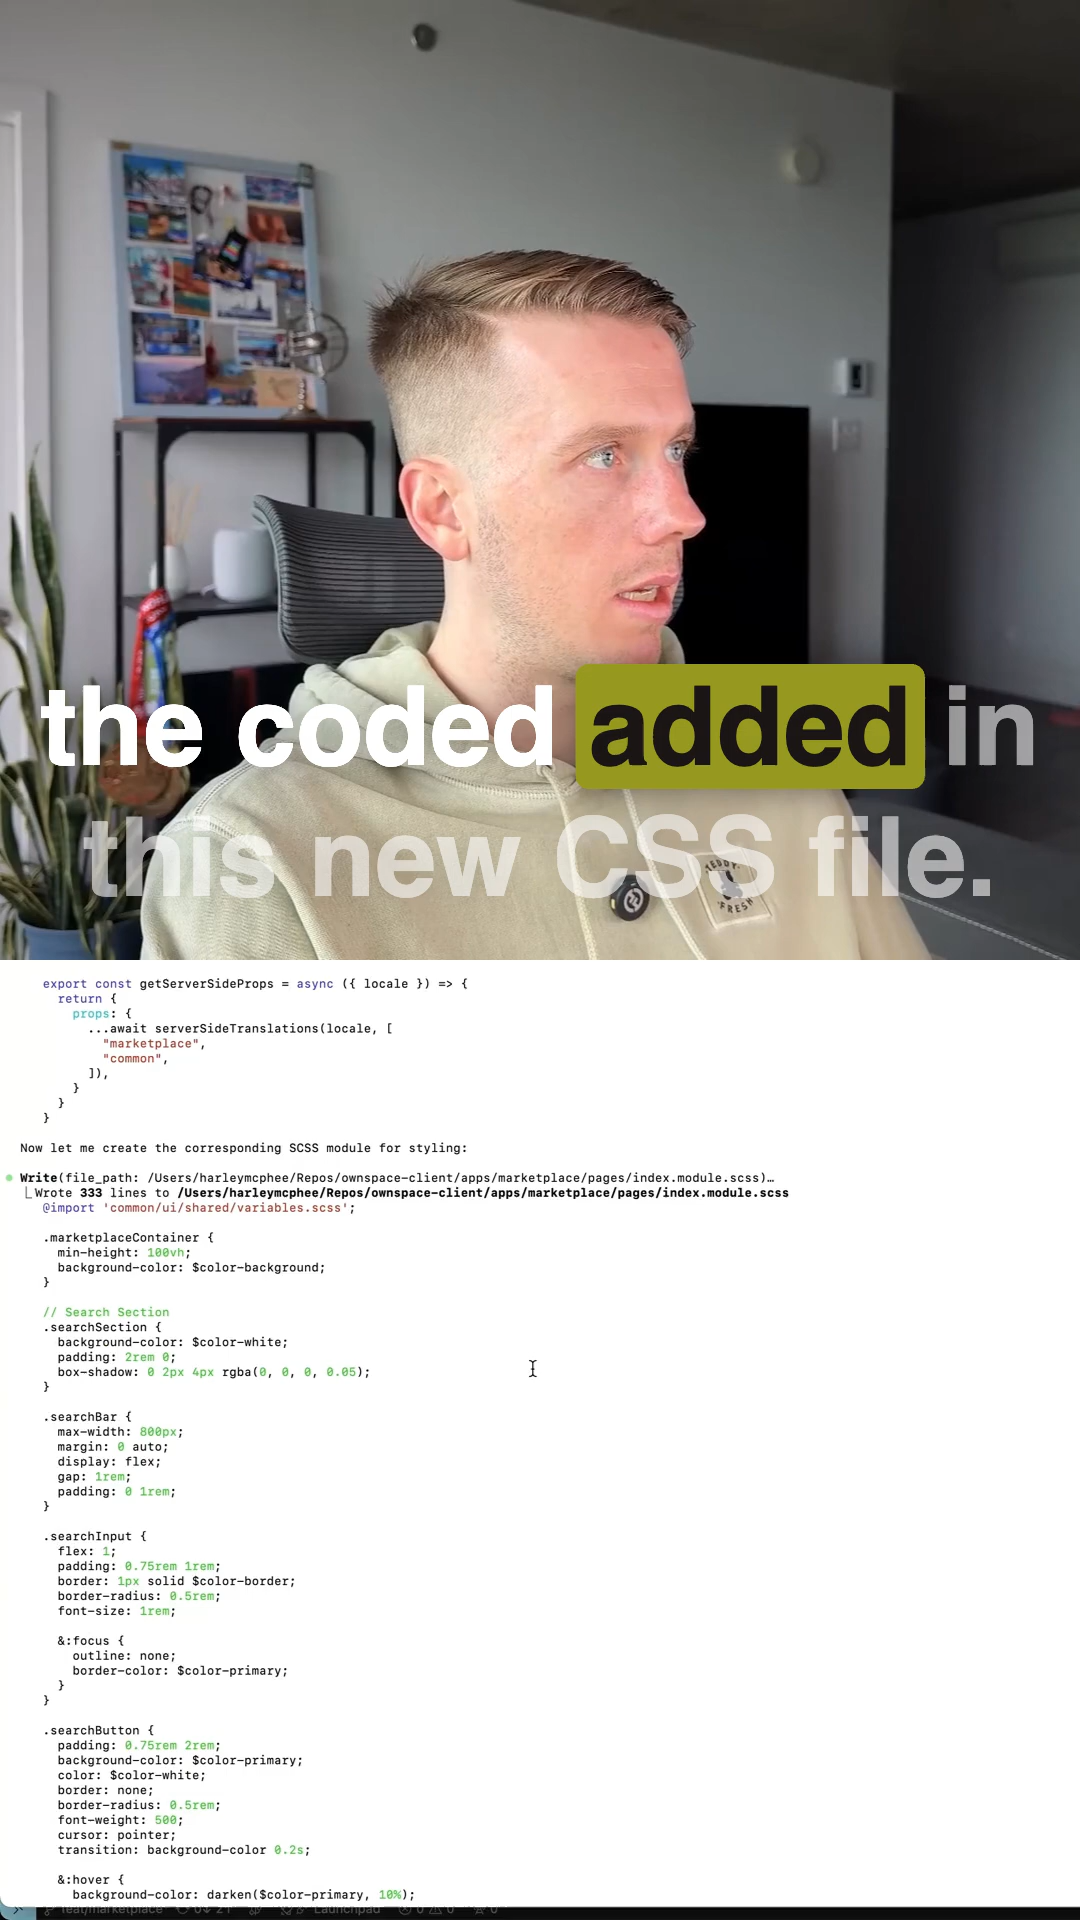 the coded added in
this new CSS file.
TEDDY
FRESH
export const getServerSideProps = async ({ locale }) => {
return {
props: {
...await serverSideTranslations(locale, [
"marketplace",
"common",
]),
}
}
}
Now let me create the corresponding SCSS module for styling:
Write(file_path: /Users/harleymcphee/Repos/ownspace-client/apps/marketplace/pages/index.module.scss)…
Wrote 333 lines to /Users/harleymcphee/Repos/ownspace-client/apps/marketplace/pages/index.module.scss
@import 'common/ui/shared/variables.scss';
.marketplaceContainer {
min-height: 100vh;
background-color: $color-background;
}
// Search Section
.searchSection {
background-color: $color-white;
padding: 2rem 0;
box-shadow: 0 2px 4px rgba(0, 0, 0, 0.05);
}
.searchBar {
max-width: 800px;
margin: 0 auto;
display: flex;
gap: 1rem;
padding: 0 1rem;
}
.searchInput {
flex: 1;
padding: 0.75rem 1rem;
border: 1px solid $color-border;
border-radius: 0.5rem;
font-size: 1rem;
&:focus {
outline: none;
border-color: $color-primary;
}
}
.searchButton {
padding: 0.75rem 2rem;
background-color: $color-primary;
color: $color-white;
border: none;
border-radius: 0.5rem;
font-weight: 500;
cursor: pointer;
transition: background-color 0.2s;
&:hover {
background-color: darken($color-primary, 10%);
feat/marketplace Launchpad